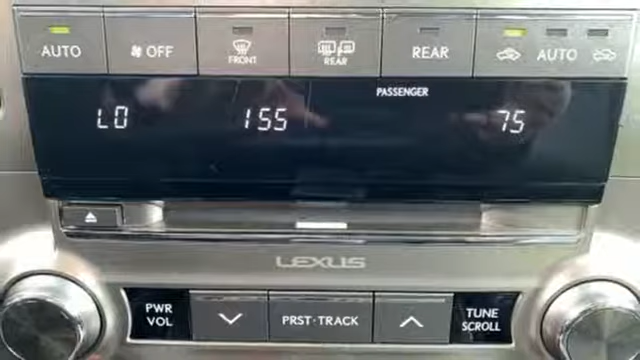 AUTO
OFF
FRONT
REAR
REAR
AUTO
PASSENGER
LO
155
75
LEXUS
PWR
VOL
PRST·TRACK
TUNE
SCROLL